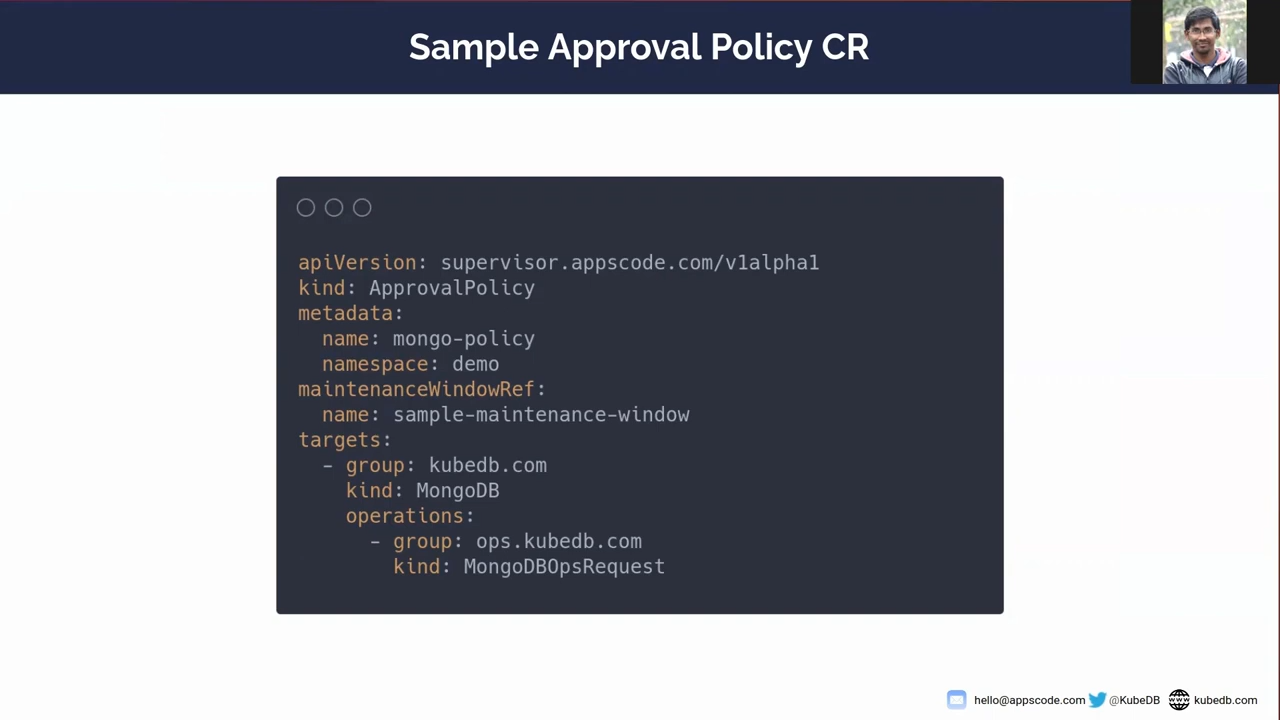 Sample Approval Policy CR
apiVersion: supervisor.appscode.com/v1alpha1
kind: ApprovalPolicy
metadata:
  name: mongo-policy
  namespace: demo
maintenanceWindowRef:
  name: sample-maintenance-window
targets:
  - group: kubedb.com
    kind: MongoDB
    operations:
      - group: ops.kubedb.com
        kind: MongoDBOpsRequest
hello@appscode.com @KubeDB kubedb.com